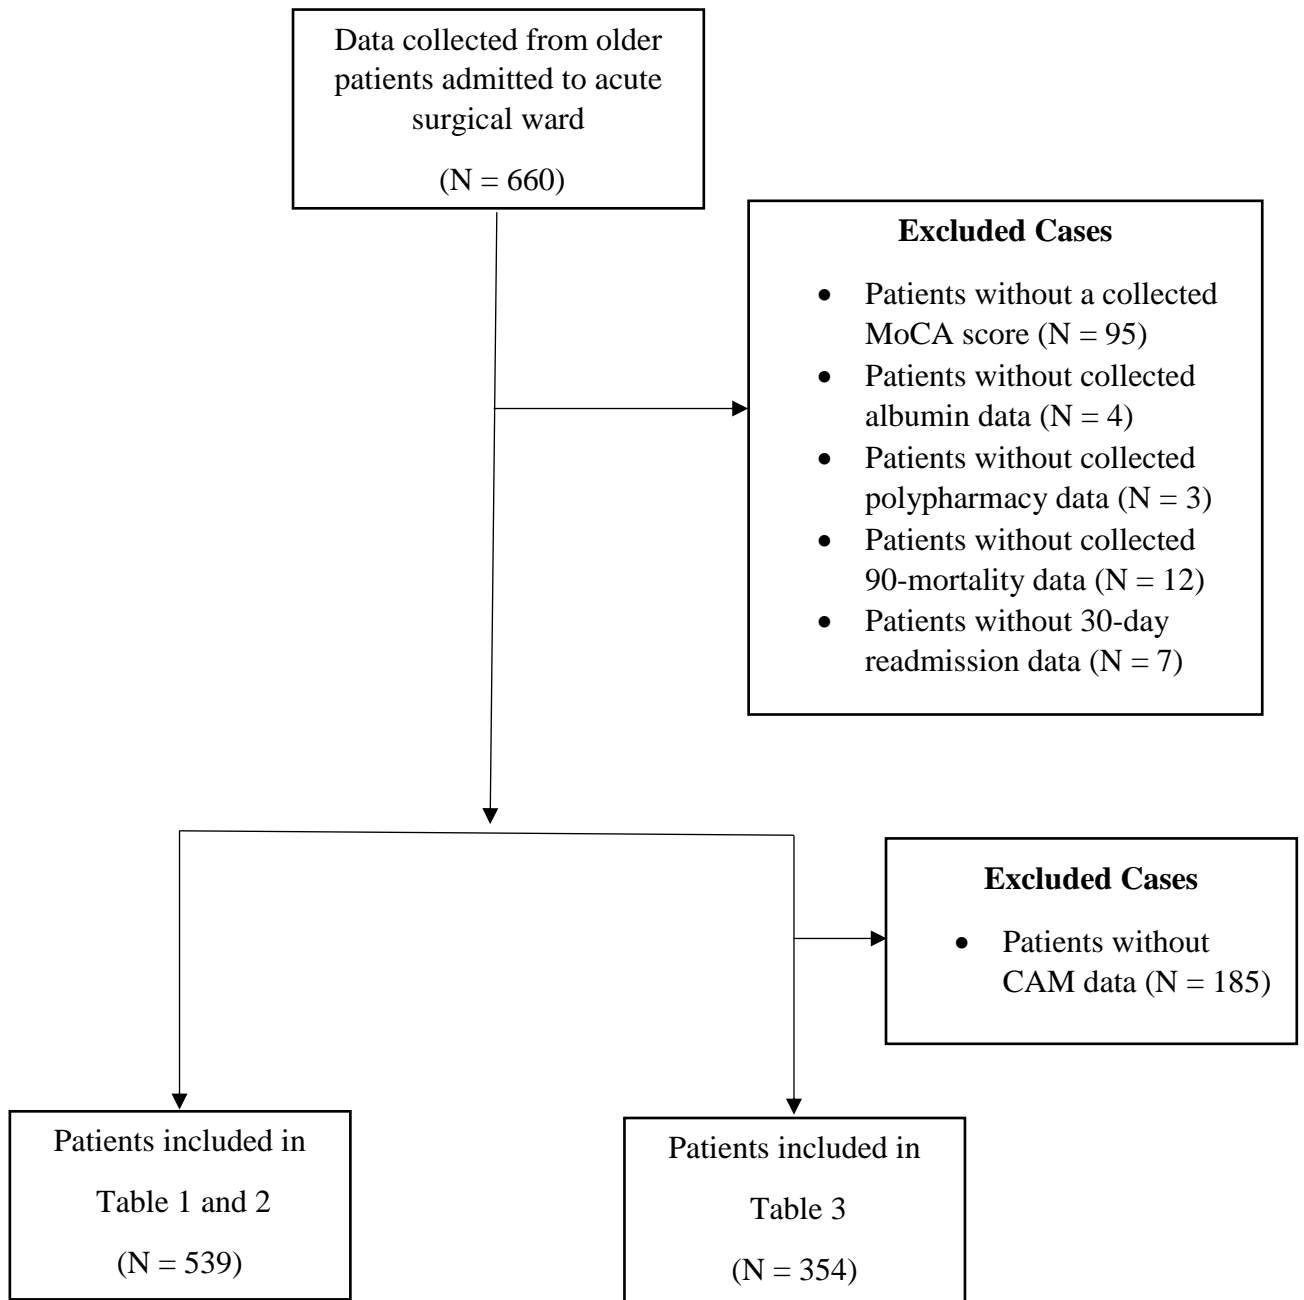 Data collected from older
patients admitted to acute
surgical ward
(N = 660)
Excluded Cases
• Patients without a collected
MoCA score (N = 95)
• Patients without collected
albumin data (N = 4)
• Patients without collected
polypharmacy data (N = 3)
• Patients without collected
90-mortality data (N = 12)
• Patients without 30-day
readmission data (N = 7)
Excluded Cases
• Patients without
CAM data (N = 185)
Patients included in
Table 1 and 2
(N = 539)
Patients included in
Table 3
(N = 354)